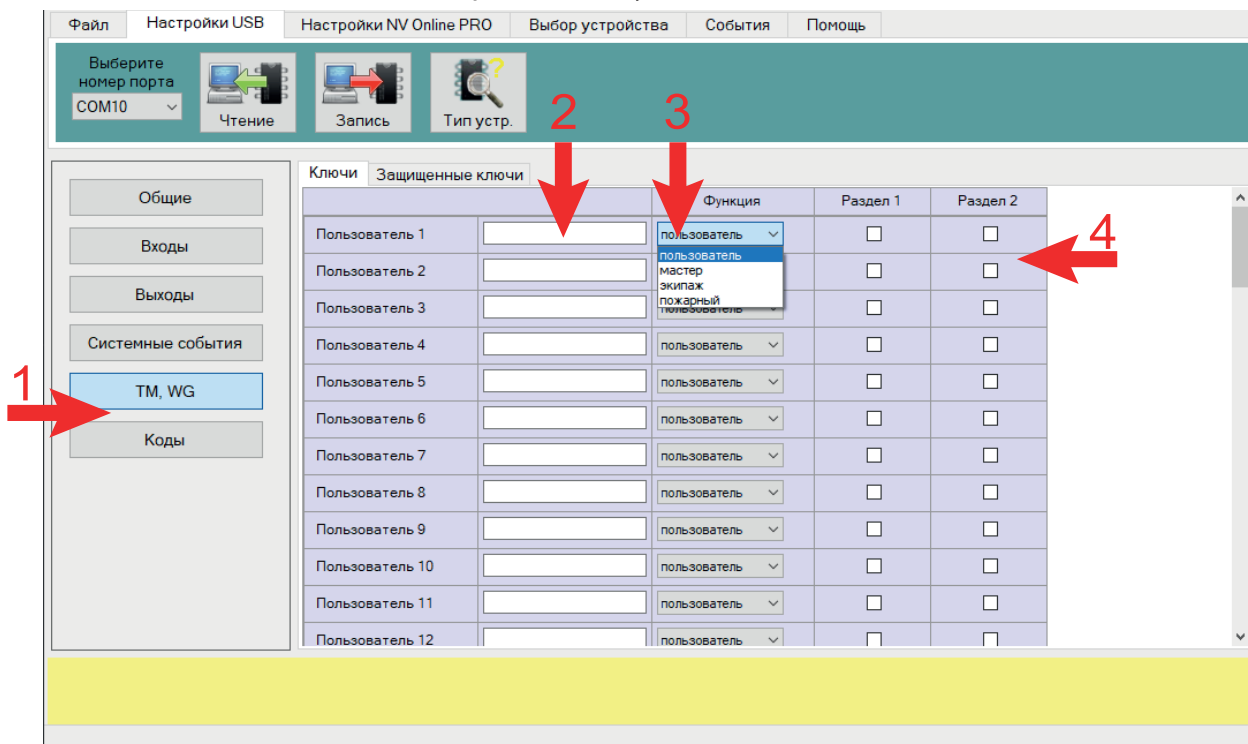 Файл Настройки USB Настройки NV Online PRO Выбор устройства События Помощь
Выберите
номер порта
COM10
Чтение Запись Тип устр.
2 3
Ключи Защищенные ключи
Общие
Входы
Выходы
Системные события
1
TM, WG
Коды
Функция Раздел 1 Раздел 2
Пользователь 1 пользователь
4
пользователь
мастер
экипаж
пожарный
Пользователь 2
Пользователь 3 пользователь
Пользователь 4 пользователь
Пользователь 5 пользователь
Пользователь 6 пользователь
Пользователь 7 пользователь
Пользователь 8 пользователь
Пользователь 9 пользователь
Пользователь 10 пользователь
Пользователь 11 пользователь
Пользователь 12 пользователь